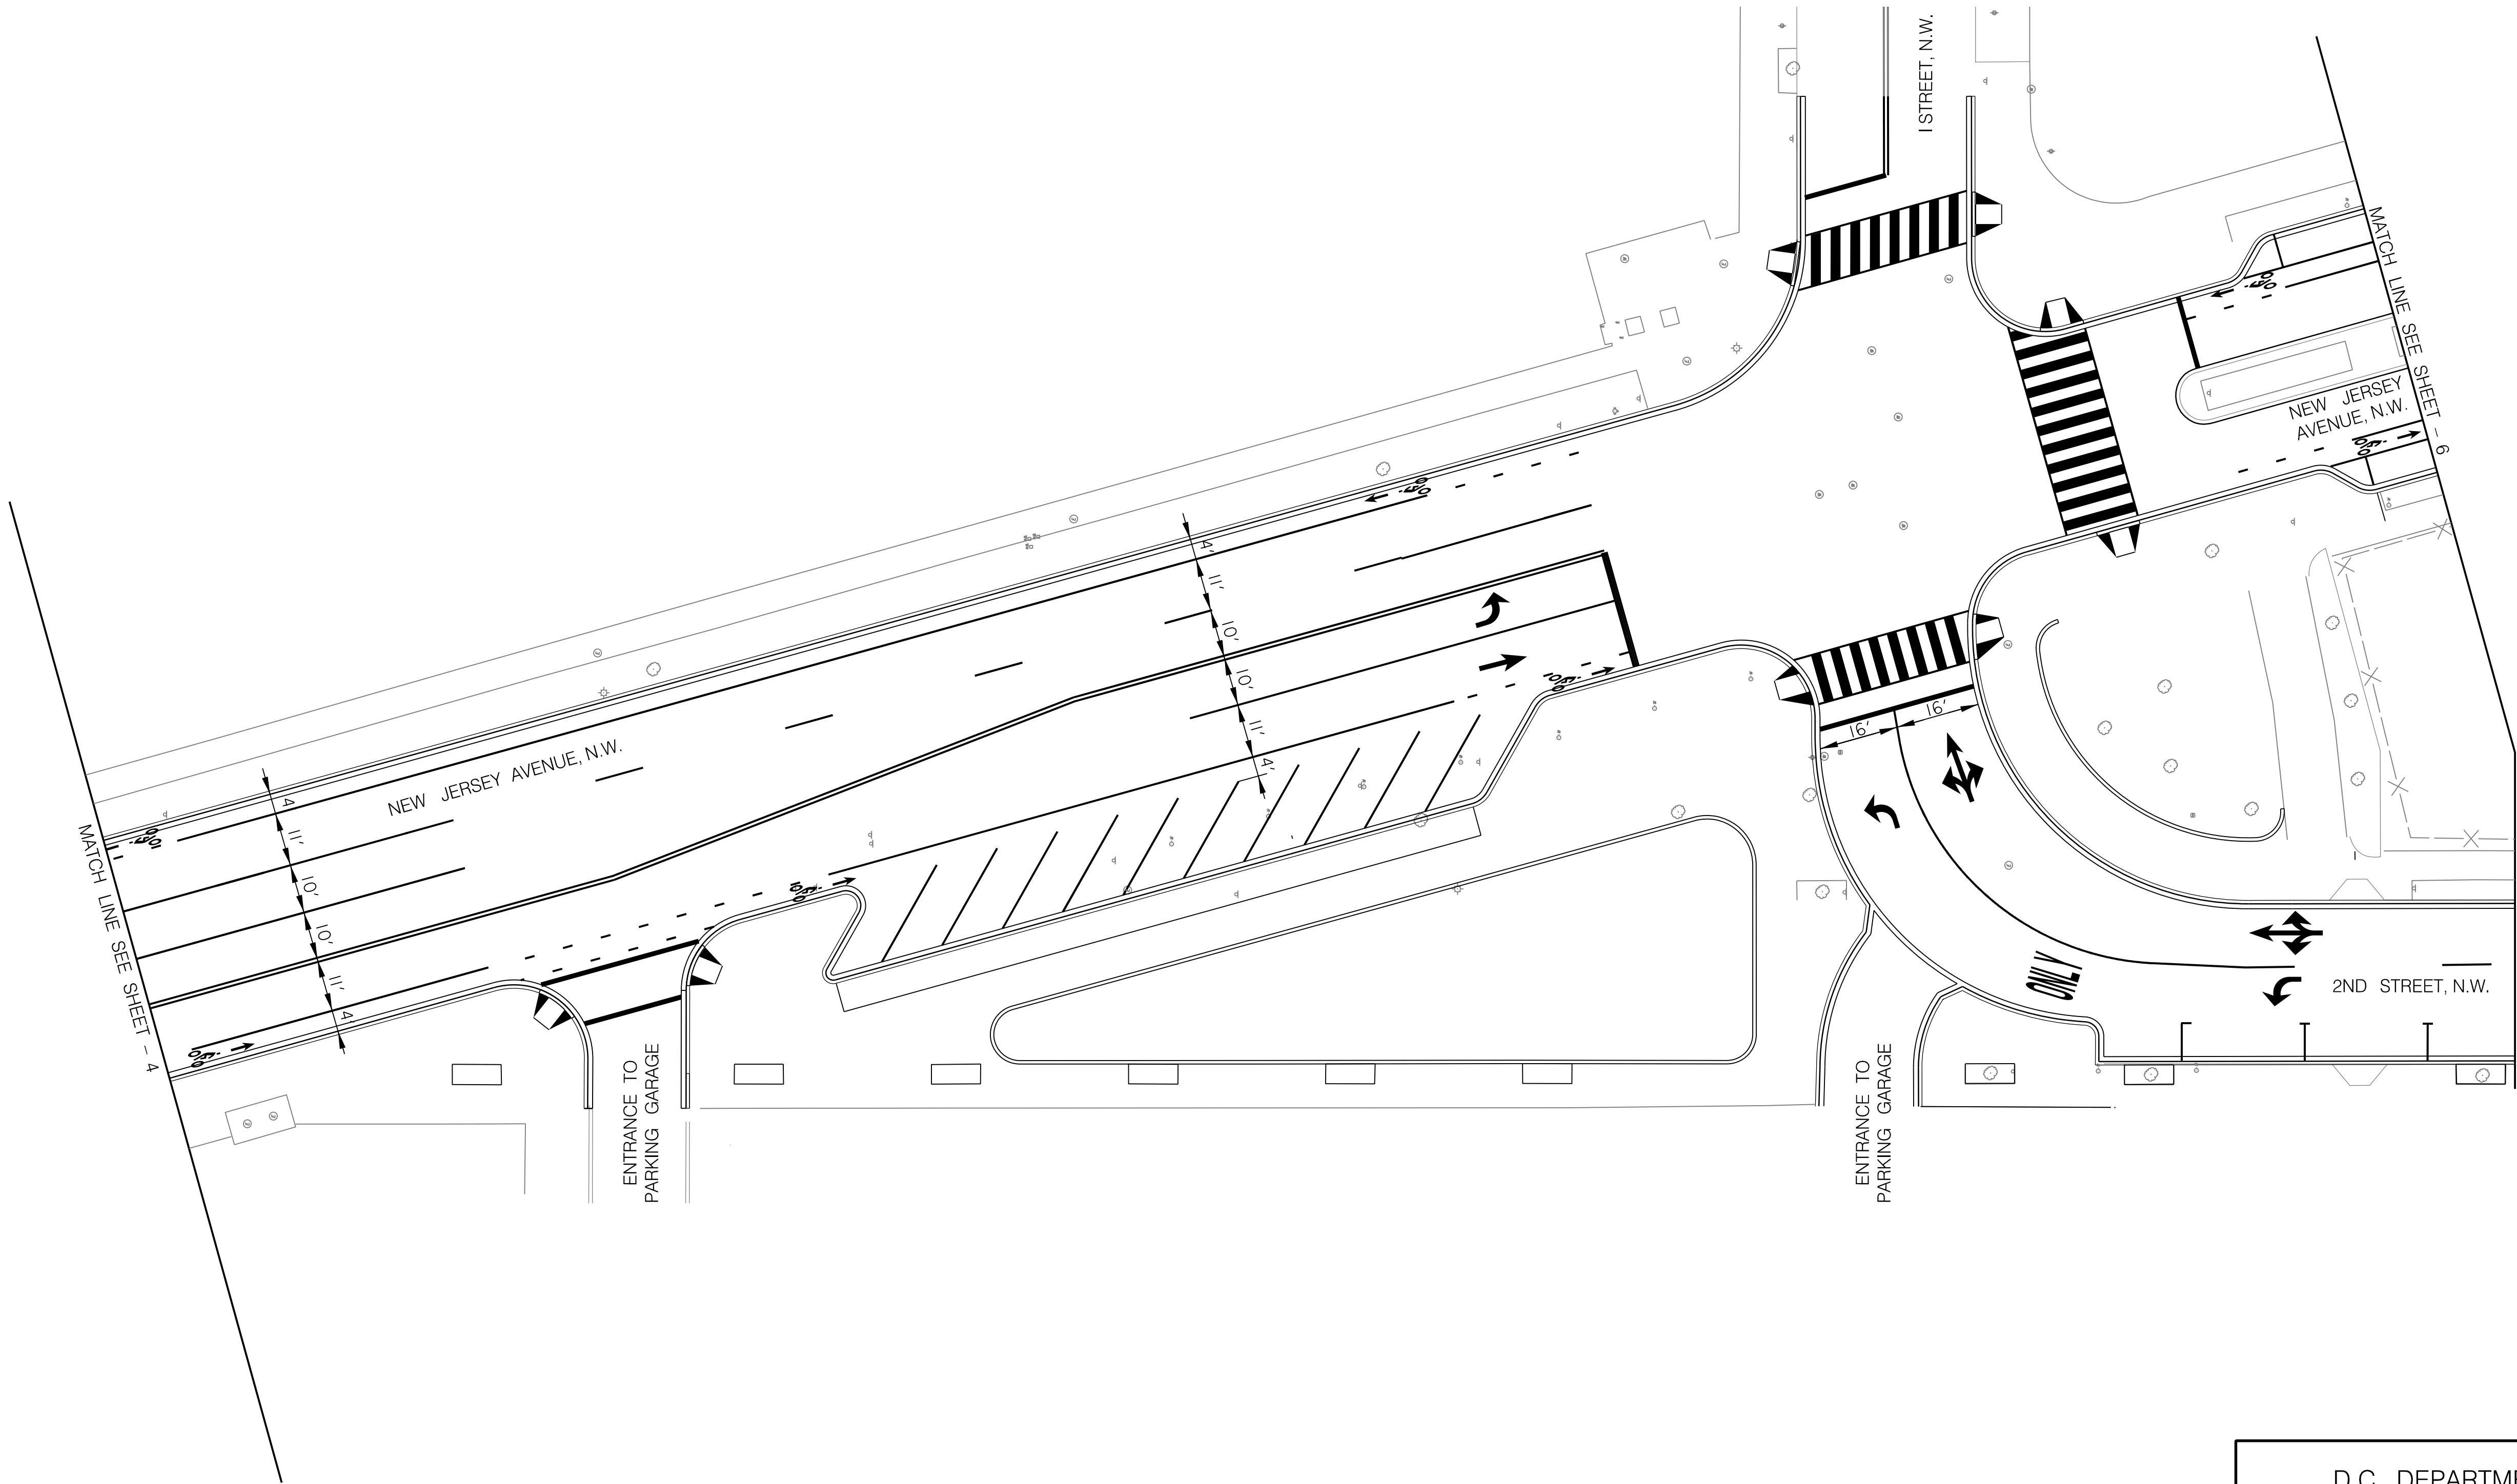 I STREET, N.W.
MATCH LINE SEE SHEET - 6
NEW JERSEY
AVENUE, N.W.
4'
11'
10'
10'
11'
4'
16'
16'
NEW JERSEY AVENUE, N.W.
4'
11'
10'
10'
11'
4'
MATCH LINE SEE SHEET - 4
ONLY
2ND STREET, N.W.
ENTRANCE TO
PARKING GARAGE
ENTRANCE TO
PARKING GARAGE
D.C. DEPARTM